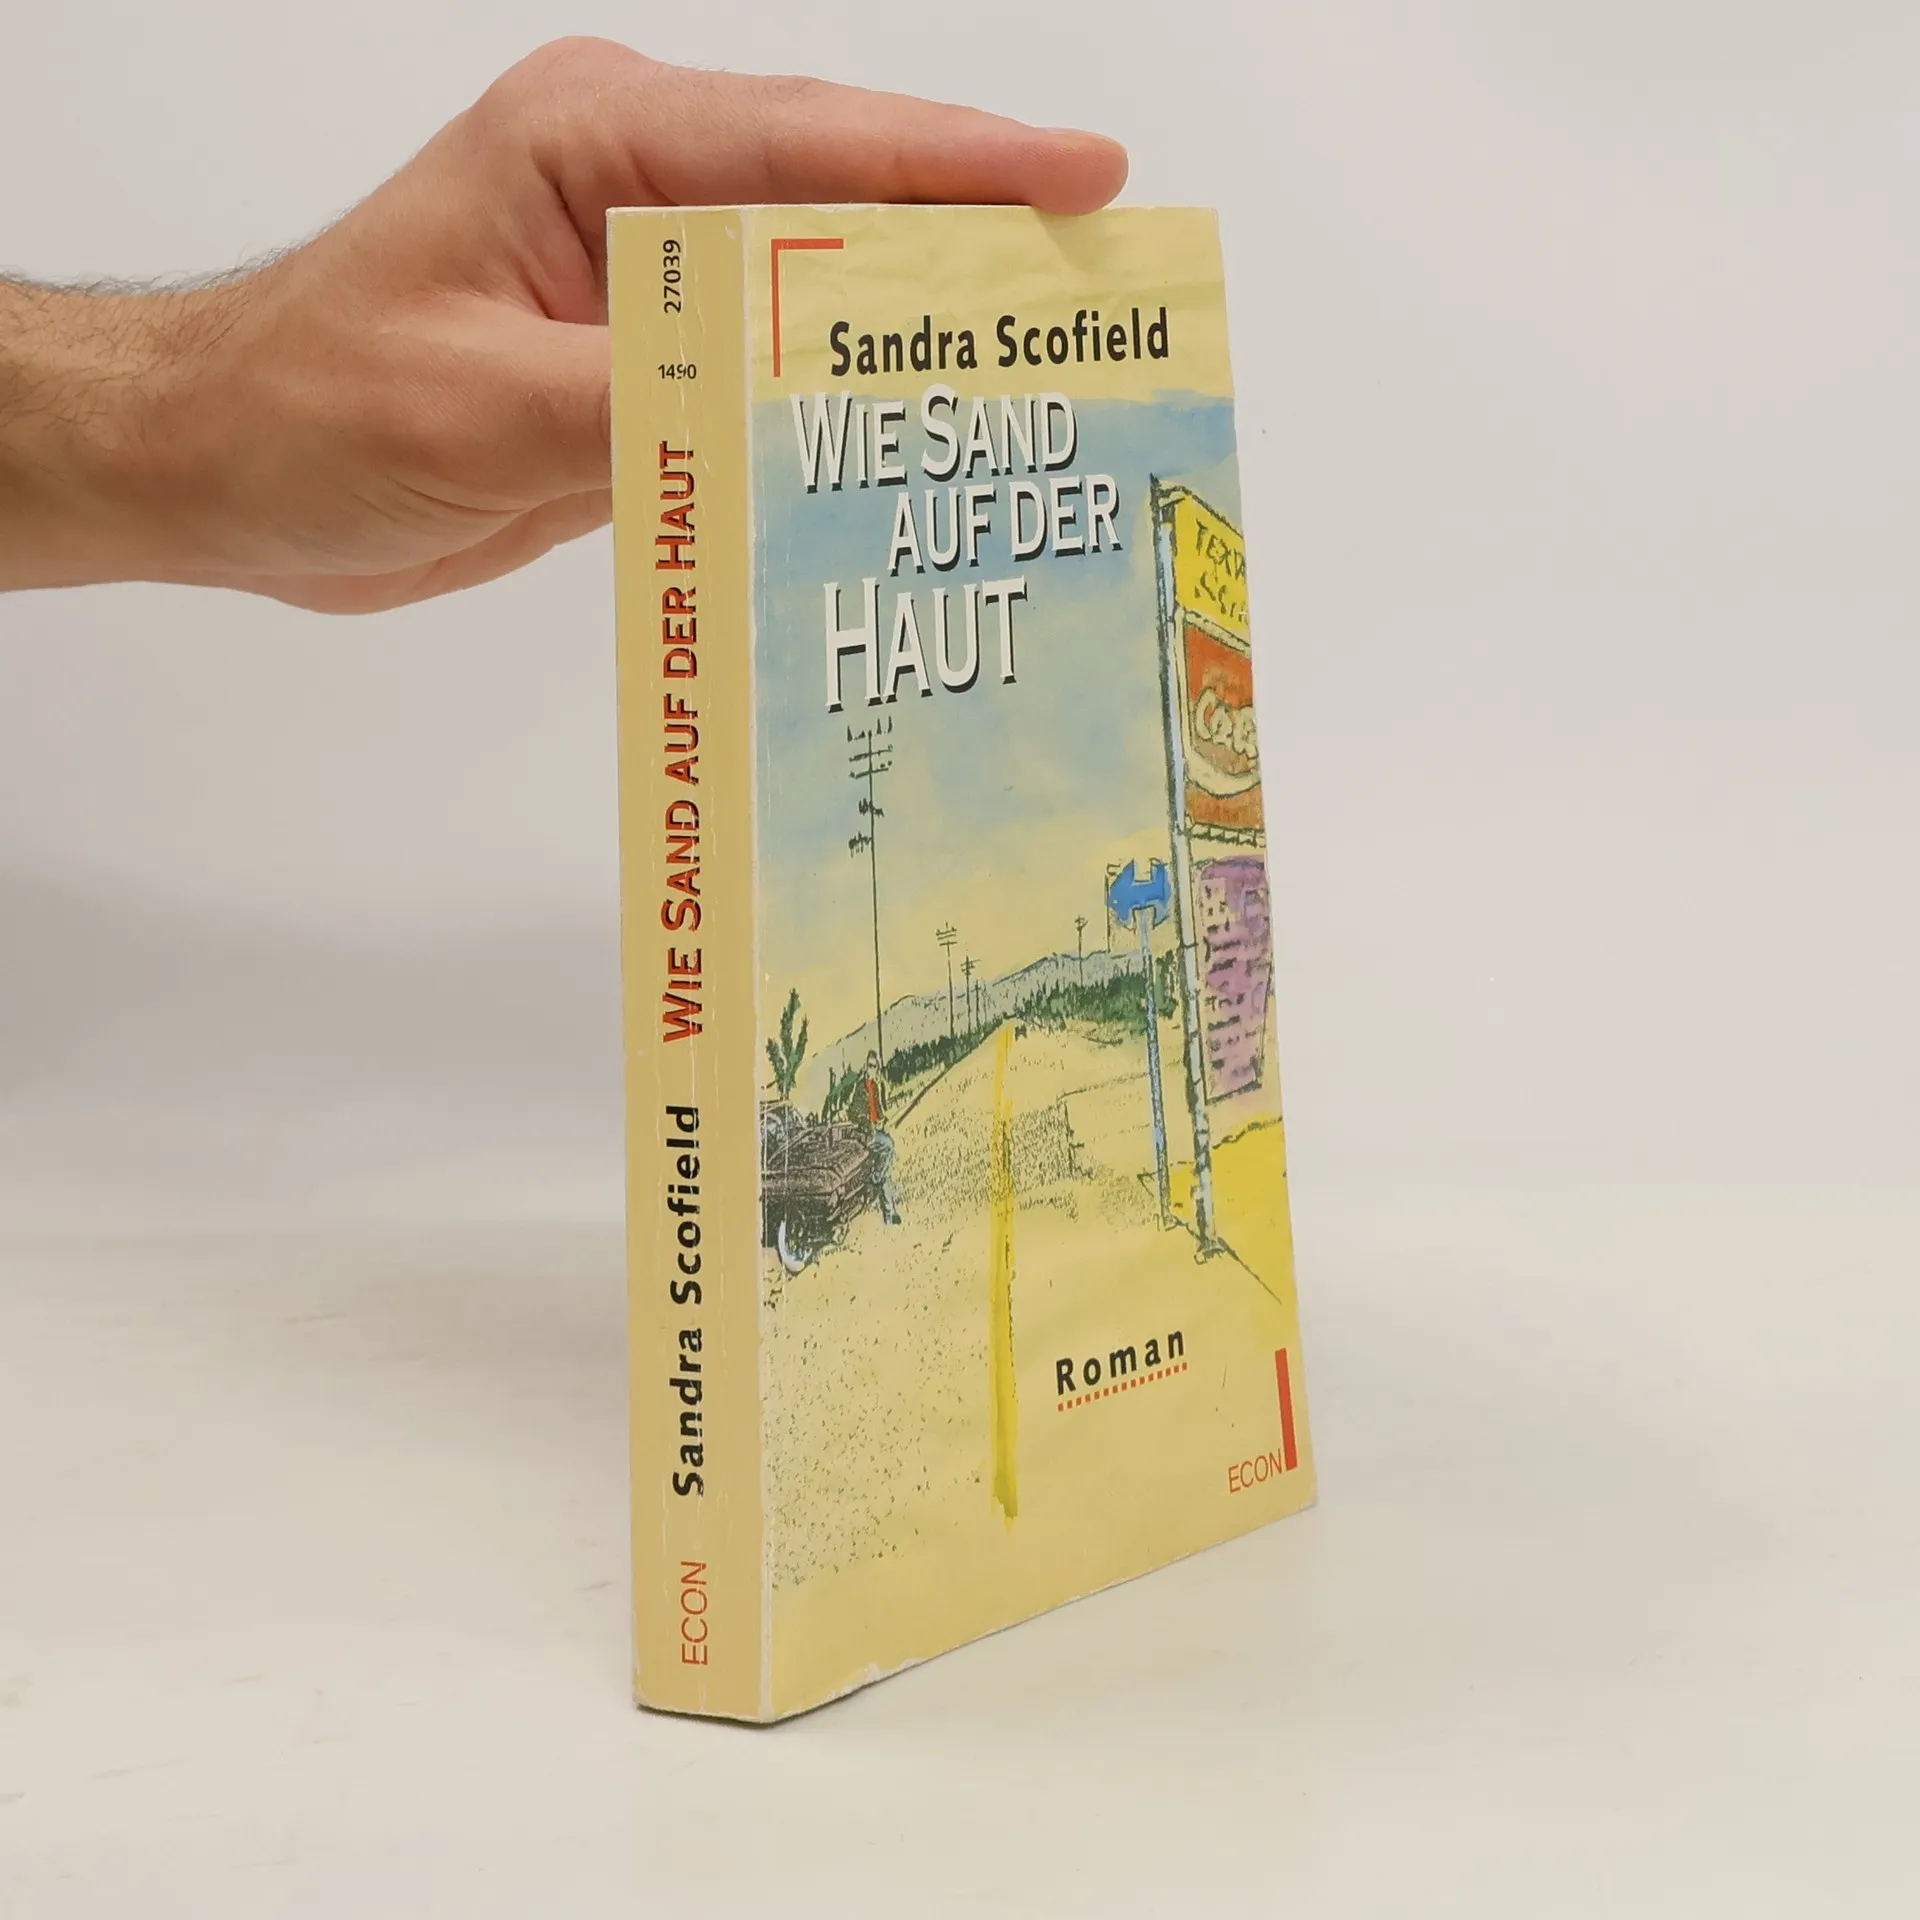 27039
1490
Sandra Scofield WIE SAND AUF DER HAUT
ECON
Sandra Scofield
WIE SAND
AUF DER
HAUT
Roman
ECON